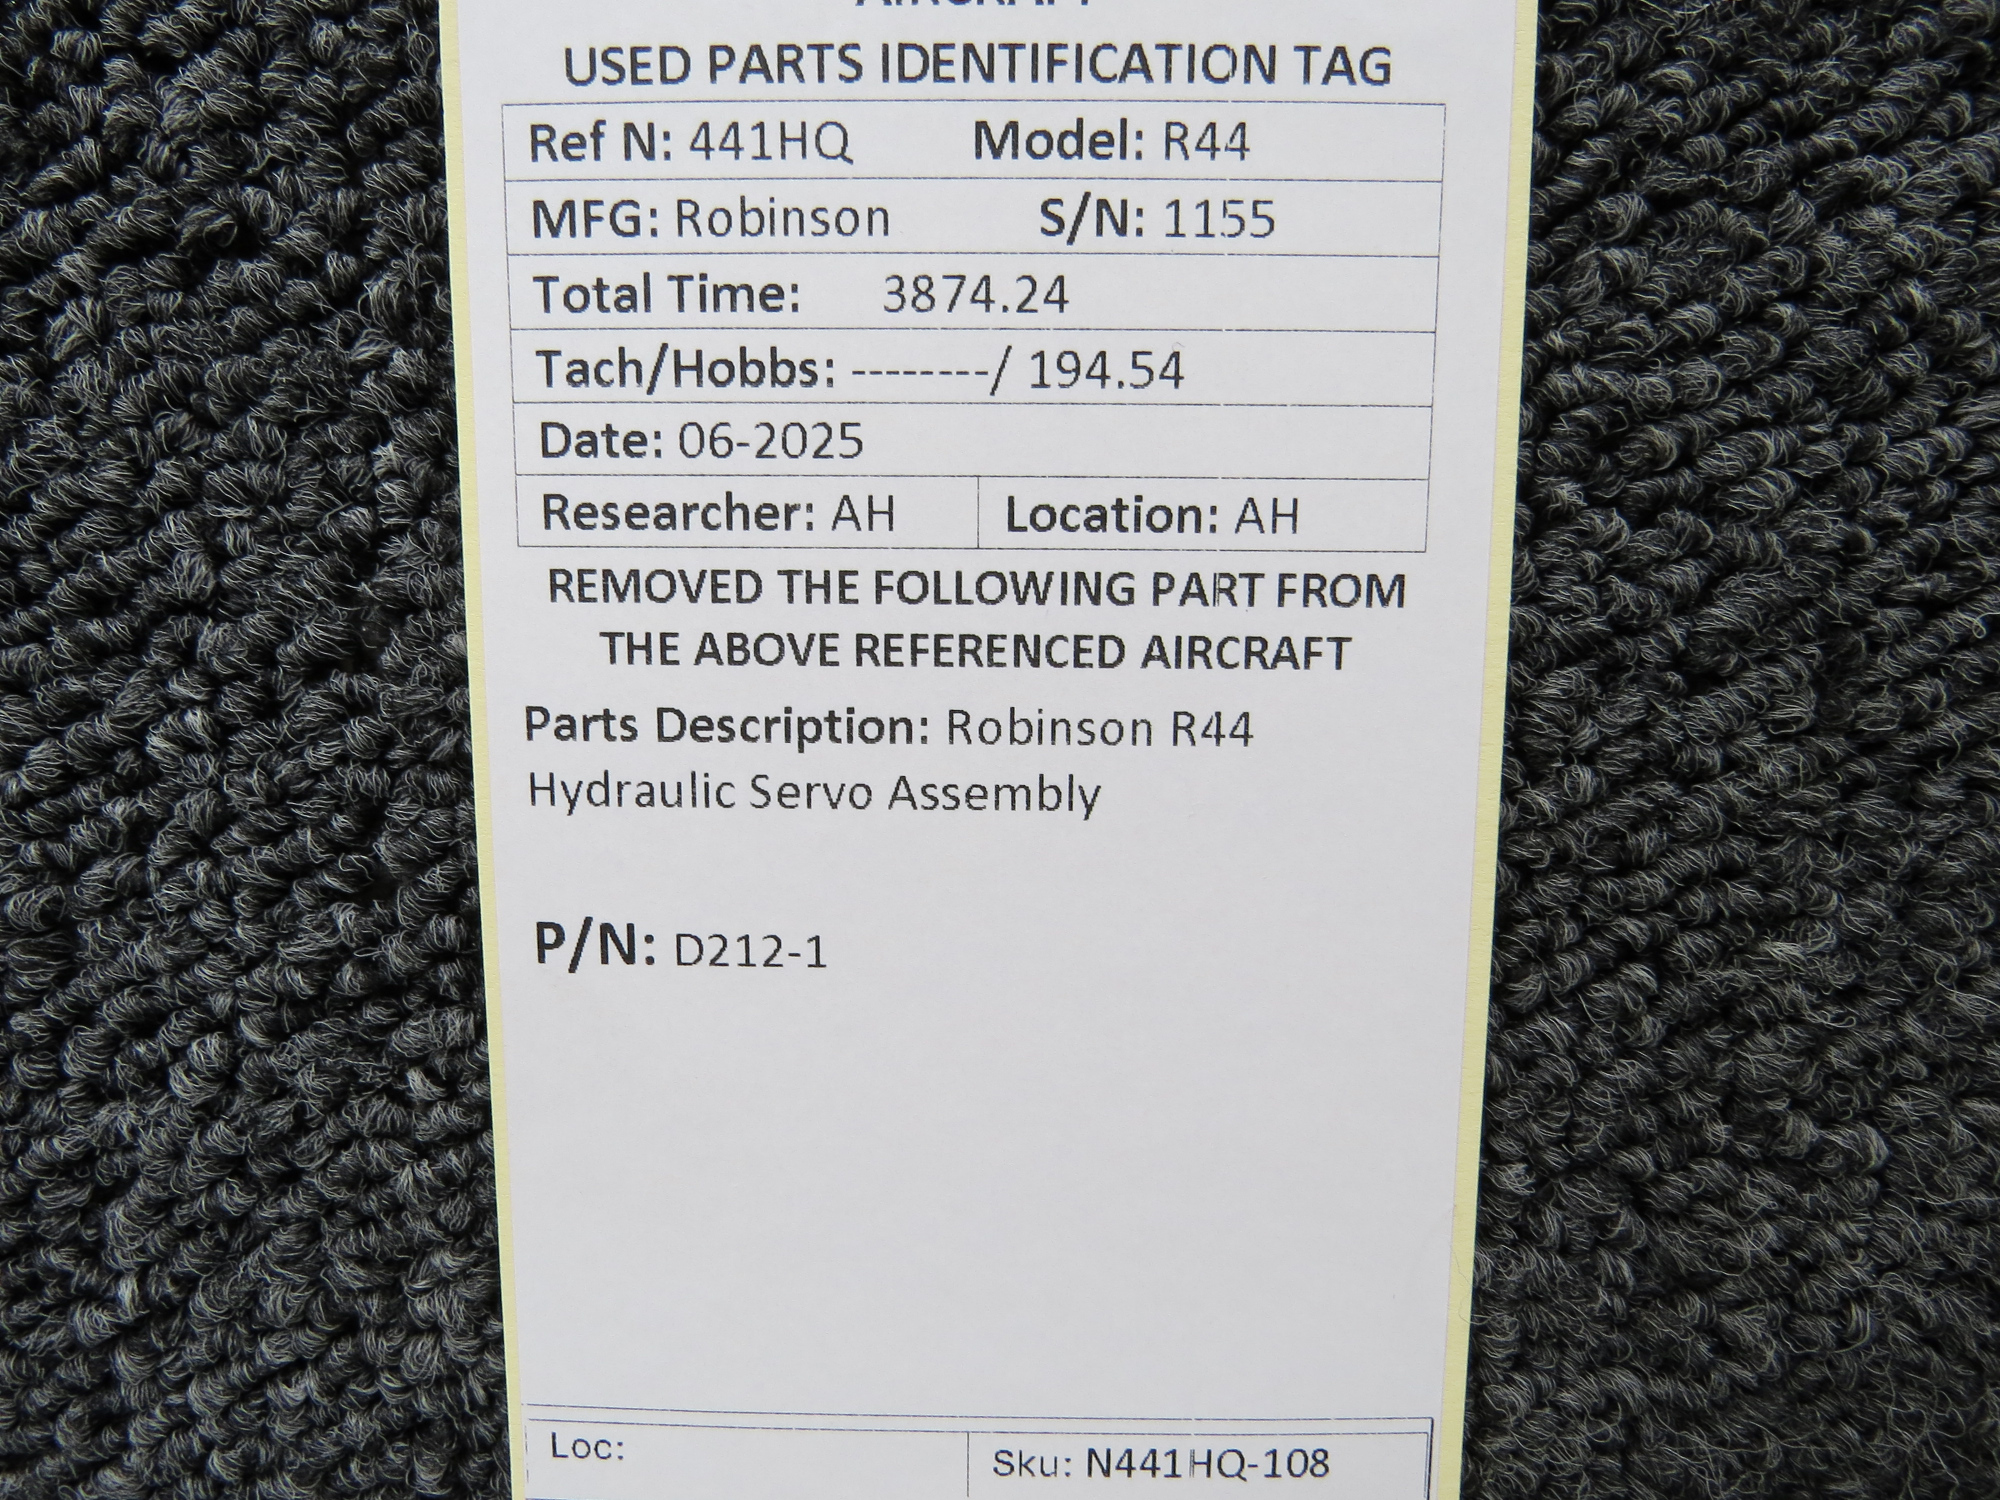 AIRCRAFT
USED PARTS IDENTIFICATION TAG
Ref N: 441HQ Model: R44
MFG: Robinson S/N: 1155
Total Time: 3874.24
Tach/Hobbs: --------/ 194.54
Date: 06-2025
Researcher: AH Location: AH
REMOVED THE FOLLOWING PART FROM
THE ABOVE REFERENCED AIRCRAFT
Parts Description: Robinson R44
Hydraulic Servo Assembly
P/N: D212-1
Loc: Sku: N441HQ-108